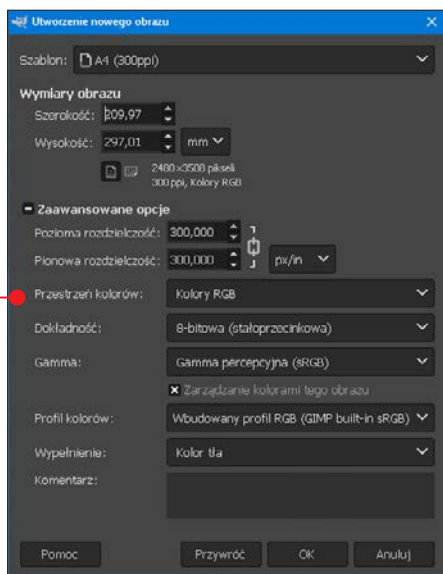 Utworzenie nowego obrazu
Szablon: A4 (300ppi)
Wymiary obrazu
Szerokość: 209,97
Wysokość: 297,01 mm
2480×3508 pikseli
300 ppi, Kolory RGB
Zaawansowane opcje
Pozioma rozdzielczość: 300,000
Pionowa rozdzielczość: 300,000 px/in
Przestrzeń kolorów: Kolory RGB
Dokładność: 8-bitowa (stałoprzecinkowa)
Gamma: Gamma percepcyjna (sRGB)
Zarządzanie kolorami tego obrazu
Profil kolorów: Wbudowany profil RGB (GIMP built-in sRGB)
Wypełnienie: Kolor tła
Komentarz:
Pomoc Przywróć OK Anuluj